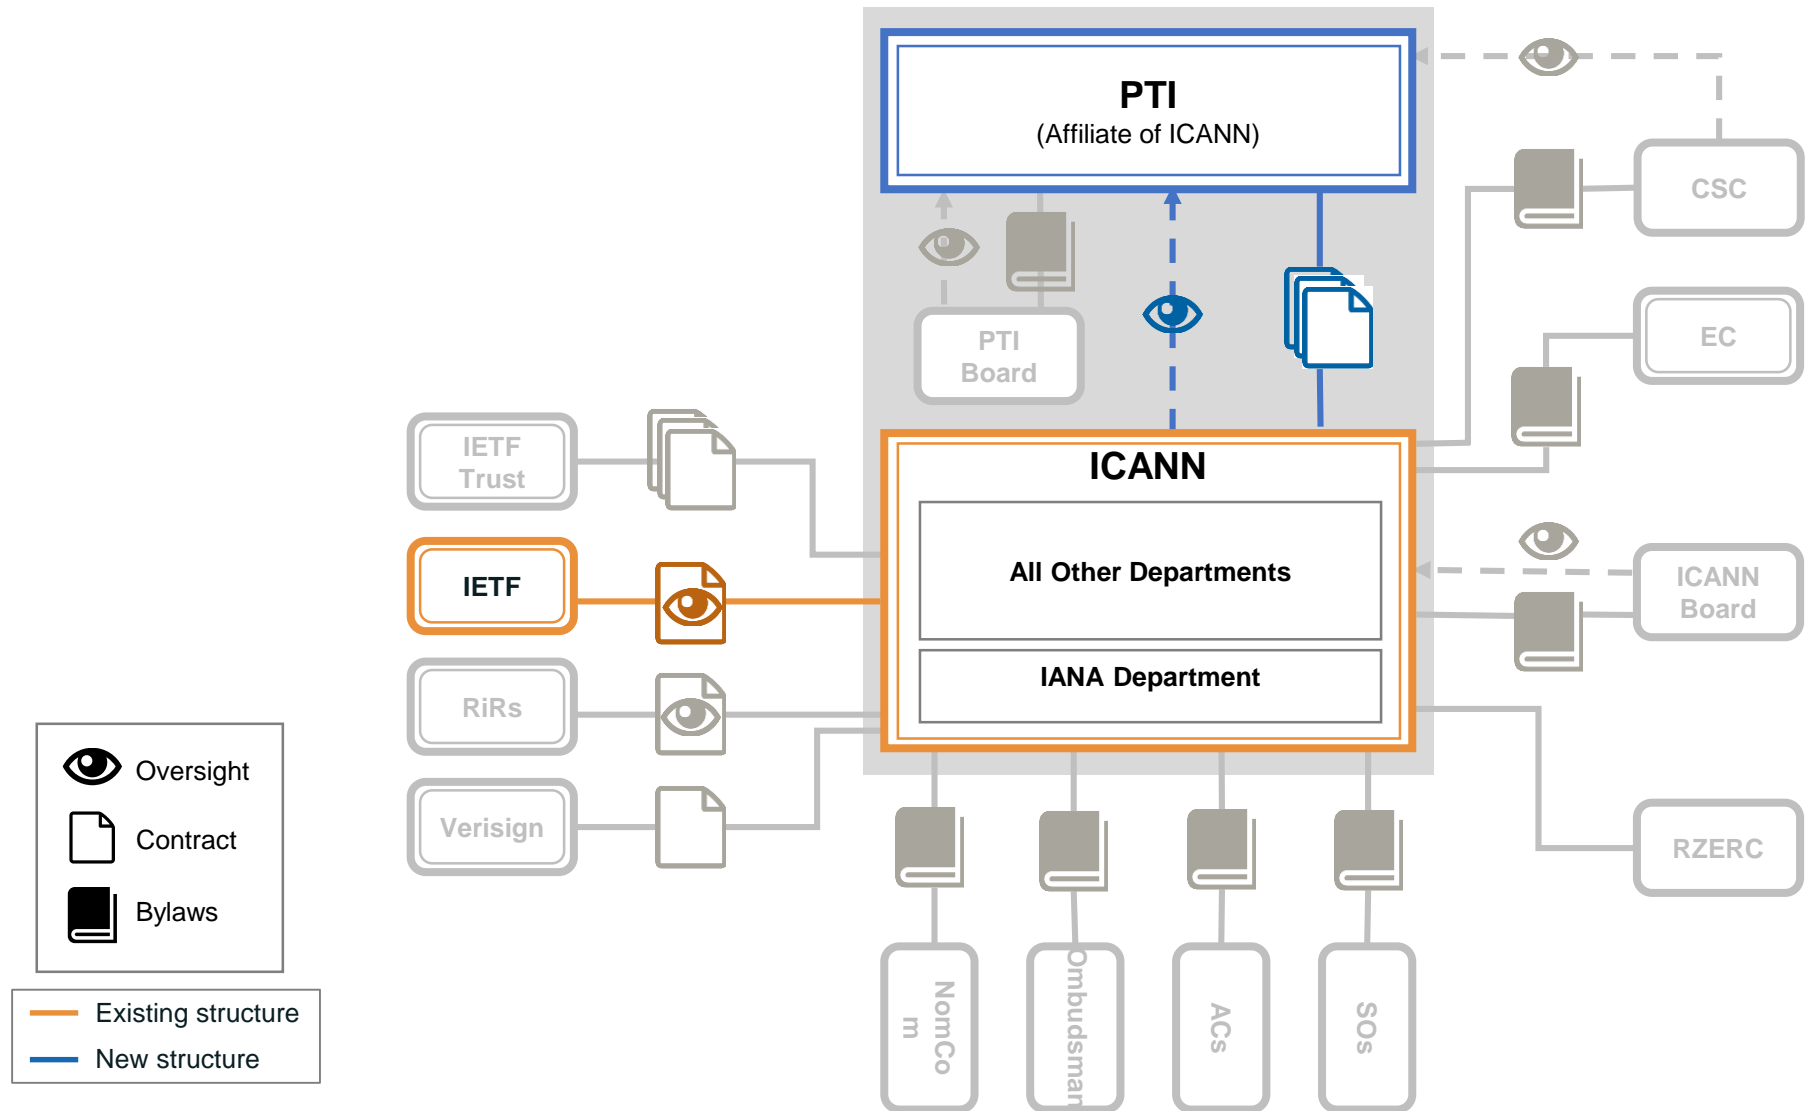 PTI
(Affiliate of ICANN)
CSC
PTI
Board
EC
IETF
Trust
ICANN
All Other Departments
ICANN
Board
IETF
IANA Department
RiRs
Verisign
RZERC
Oversight
Contract
Bylaws
NomCo
m
Ombudsman
ACs
SOs
Existing structure
New structure